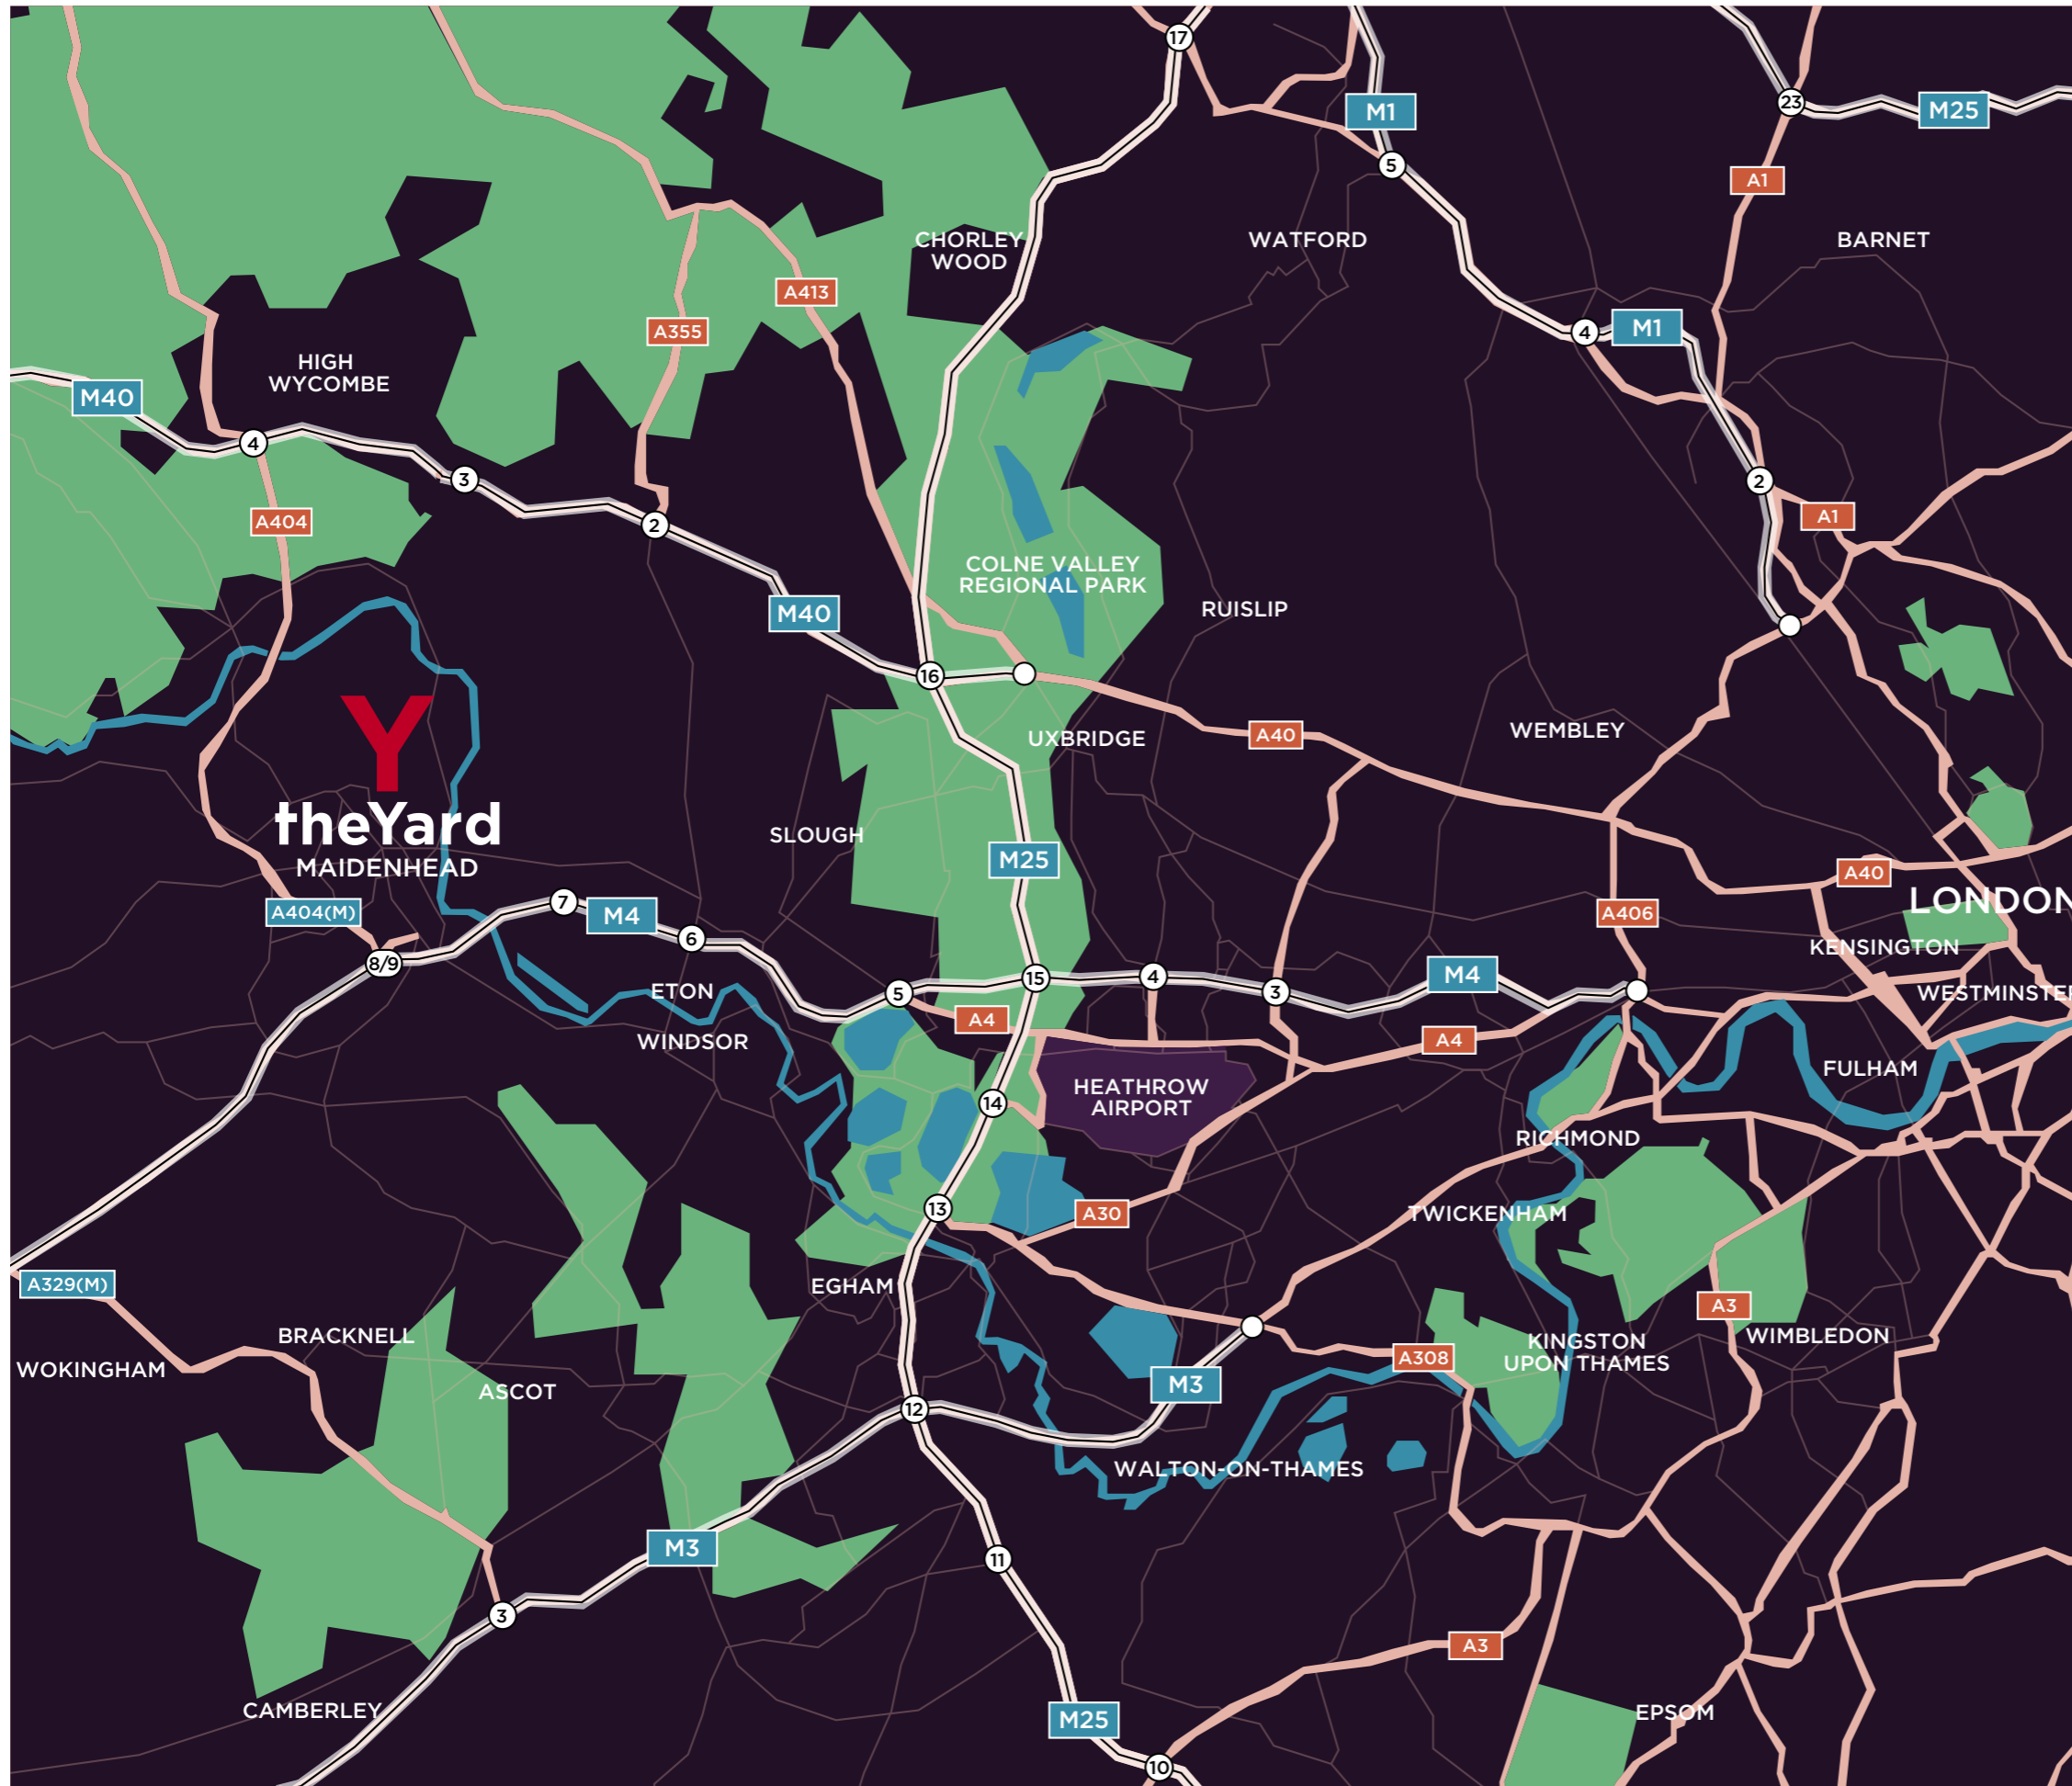 17
M1
23
M25
5
A1
CHORLEY
WOOD
WATFORD
BARNET
A413
A355
4
M1
HIGH
WYCOMBE
M40
4
3
2
A404
2
A1
COLNE VALLEY
REGIONAL PARK
M40
RUISLIP
16
Y
theYard
MAIDENHEAD
UXBRIDGE
A40
WEMBLEY
SLOUGH
M25
A40
LONDON
A404(M)
7
M4
6
A406
KENSINGTON
8/9
ETON
5
15
4
3
M4
WESTMINSTER
A4
WINDSOR
A4
HEATHROW
AIRPORT
FULHAM
14
RICHMOND
13
A30
TWICKENHAM
A329(M)
EGHAM
A3
BRACKNELL
WIMBLEDON
KINGSTON
UPON THAMES
WOKINGHAM
A308
ASCOT
M3
12
WALTON-ON-THAMES
M3
11
3
A3
CAMBERLEY
M25
EPSOM
10